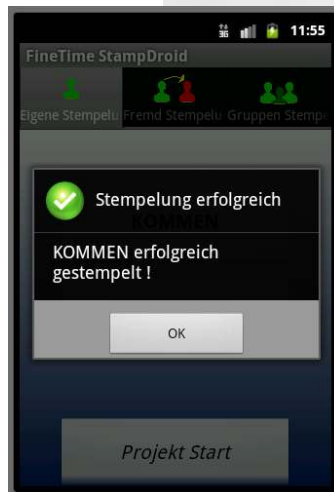 3G 11:55
FineTime StampDroid
Eigene Stempelu Fremd Stempelu Gruppen Stempe
Stempelung erfolgreich
KOMMEN
KOMMEN erfolgreich
gestempelt !
OK
Projekt Start